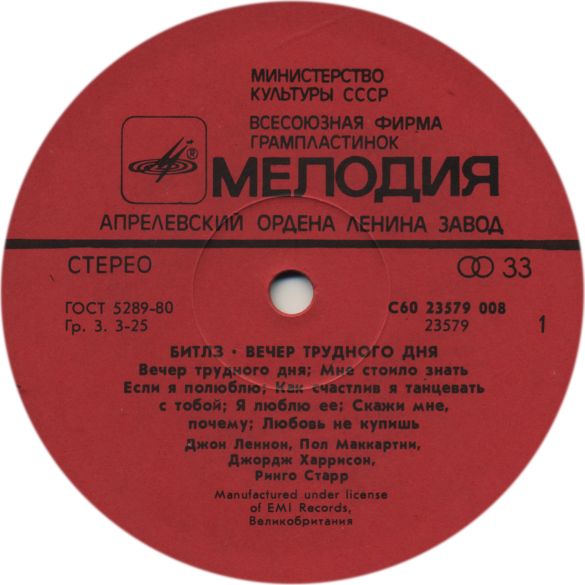 МИНИСТЕРСТВО
КУЛЬТУРЫ СССР
ВСЕСОЮЗНАЯ ФИРМА
ГРАМПЛАСТИНОК
®
МЕЛОДИЯ
АПРЕЛЕВСКИЙ ОРДЕНА ЛЕНИНА ЗАВОД
СТЕРЕО 33
ГОСТ 5289-80 С60 23579 008
Гр. 3. 3-25 23579 1
БИТЛЗ · ВЕЧЕР ТРУДНОГО ДНЯ
Вечер трудного дня; Мне стоило знать
Если я полюблю; Как счастлив я танцевать
с тобой; Я люблю ее; Скажи мне,
почему; Любовь не купишь
Джон Леннон, Пол Маккартни,
Джордж Харрисон,
Ринго Старр
Manufactured under license
of EMI Records,
Великобритания